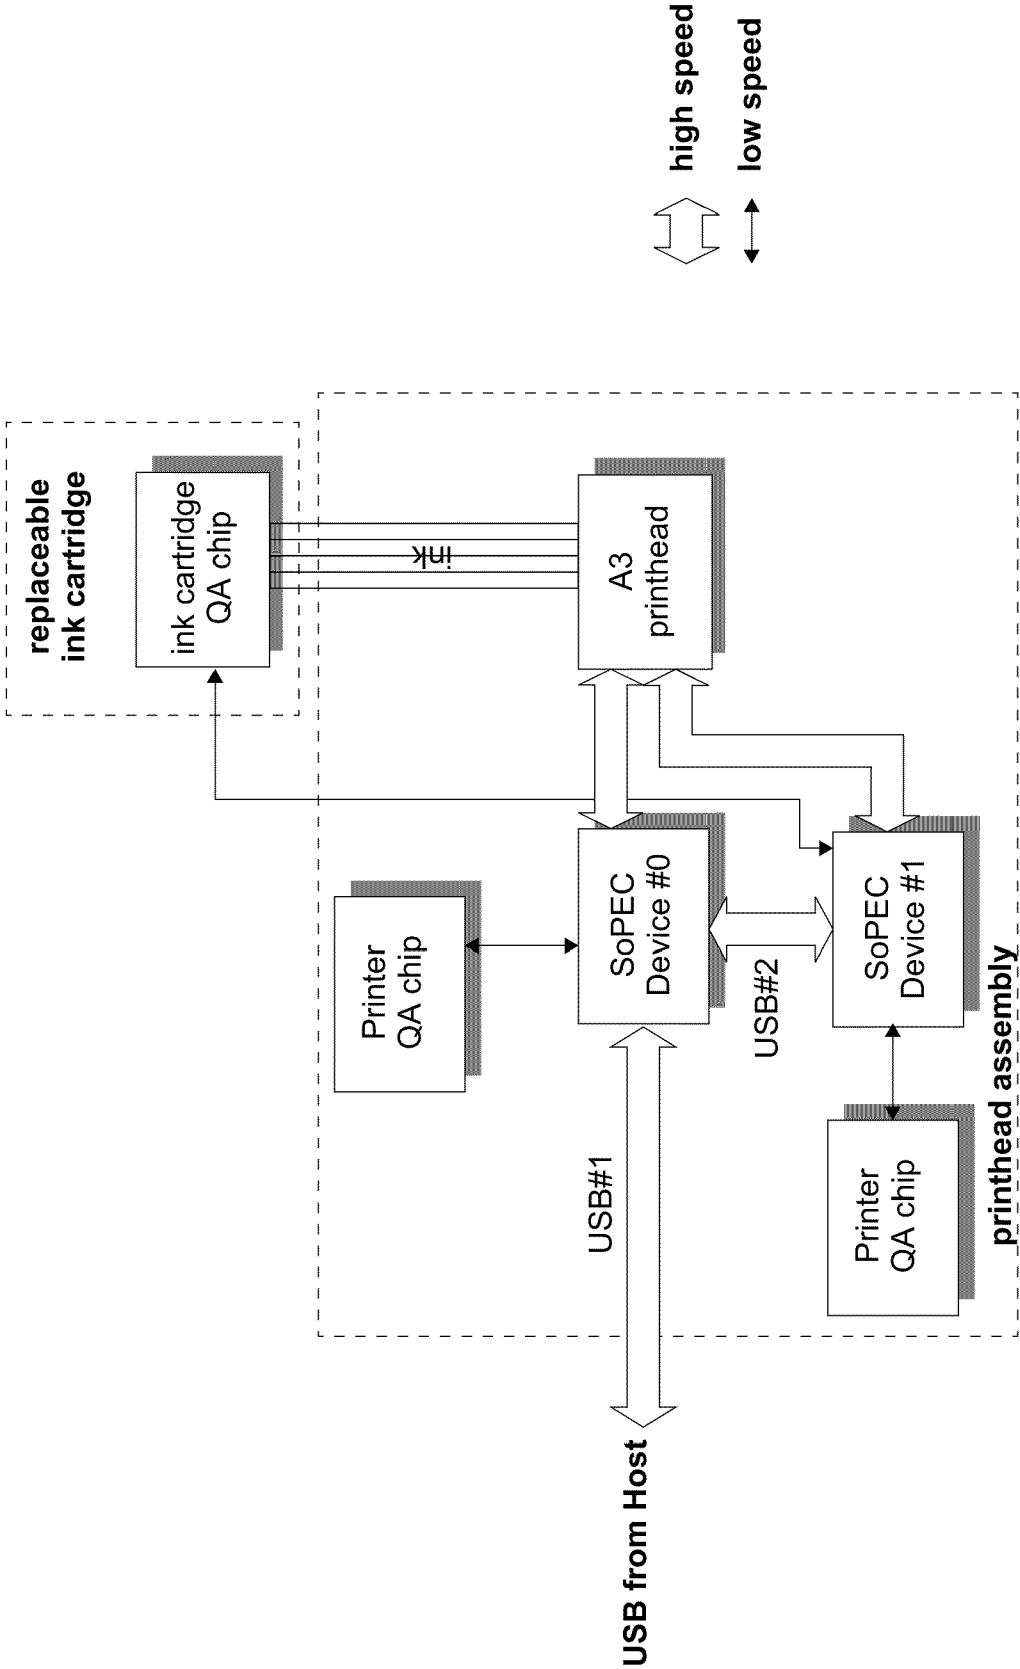 replaceable
ink cartridge
ink cartridge
QA chip
ink
A3
printhead
Printer
QA chip
SoPEC
Device #0
USB#2
SoPEC
Device #1
USB#1
Printer
QA chip
printhead assembly
USB from Host
high speed
low speed